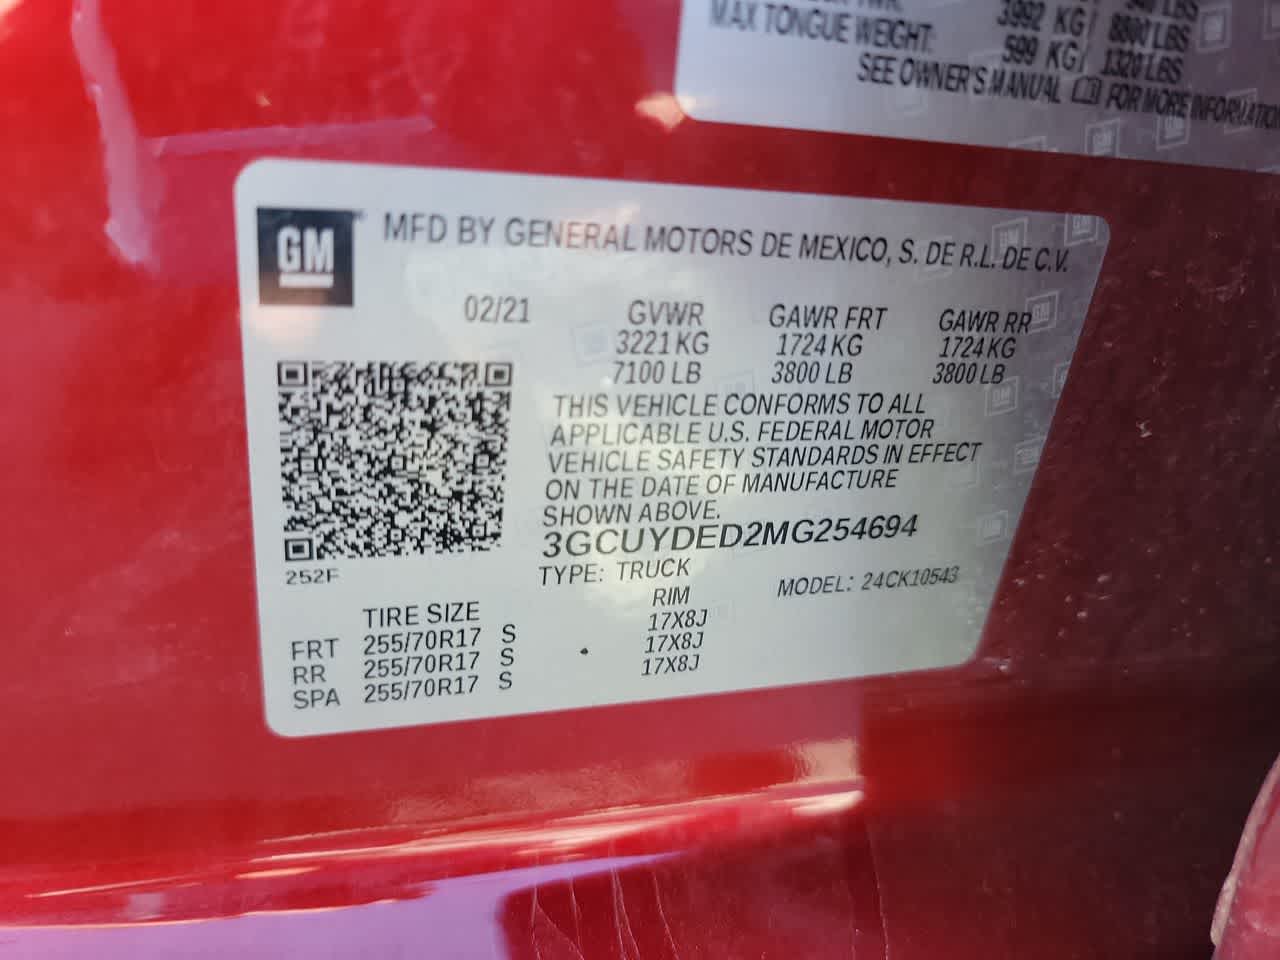 LBS
3992 KG/ 8800 LBS
MAX TONGUE WEIGHT: 599 KG/ 1320 LBS
SEE OWNER'S MANUAL FOR MORE INFORMATION
GM
MFD BY GENERAL MOTORS DE MEXICO, S. DE R.L. DE C.V.
02/21 GVWR GAWR FRT GAWR RR
3221 KG 1724 KG 1724 KG
7100 LB 3800 LB 3800 LB
THIS VEHICLE CONFORMS TO ALL
APPLICABLE U.S. FEDERAL MOTOR
VEHICLE SAFETY STANDARDS IN EFFECT
ON THE DATE OF MANUFACTURE
SHOWN ABOVE.
3GCUYDED2MG254694
252F
TYPE: TRUCK MODEL: 24CK10543
TIRE SIZE RIM
FRT 255/70R17 S 17X8J
RR 255/70R17 S 17X8J
SPA 255/70R17 S 17X8J